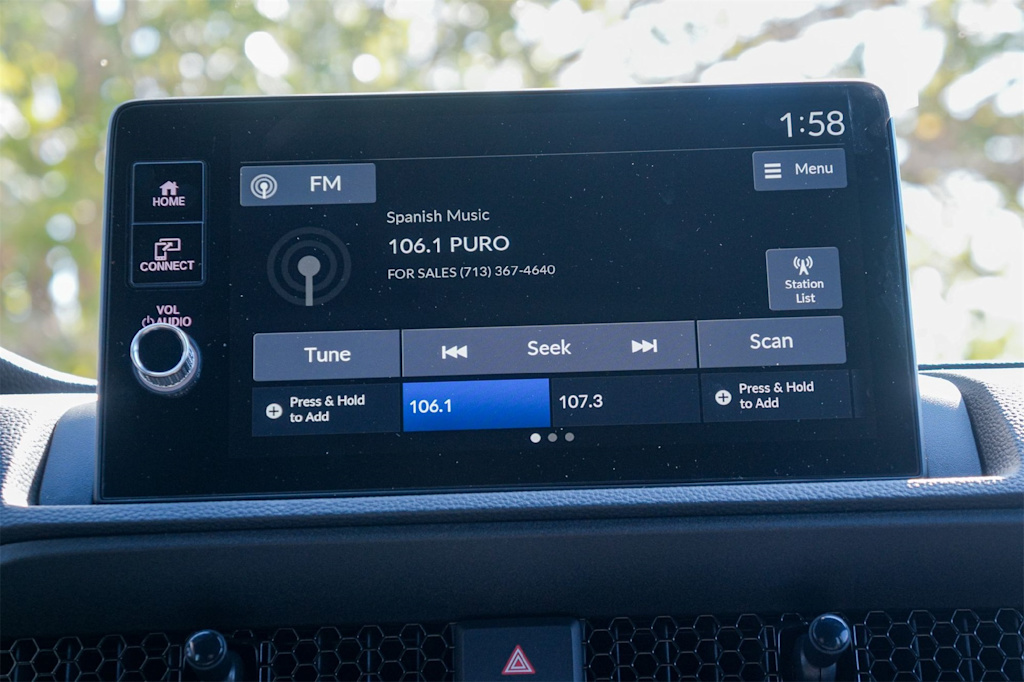 1:58
HOME
CONNECT
VOL
AUDIO
FM
Menu
Spanish Music
106.1 PURO
FOR SALES (713) 367-4640
Station
List
Tune
Seek
Scan
Press & Hold
to Add
106.1
107.3
Press & Hold
to Add